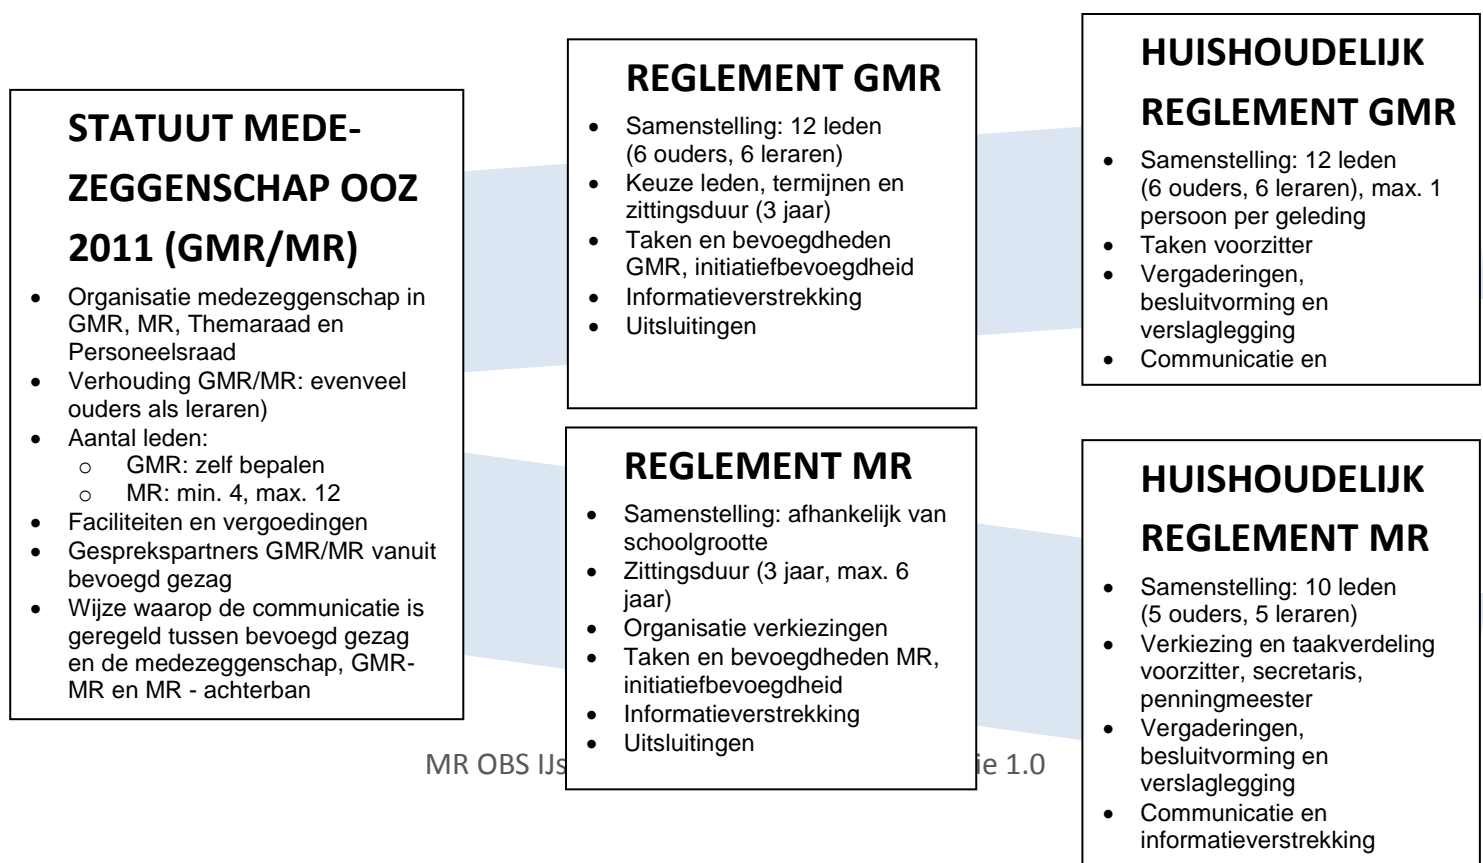 STATUUT MEDE-
ZEGGENSCHAP OOZ
2011 (GMR/MR)
• Organisatie medezeggenschap in
GMR, MR, Themaraad en
Personeelsraad
• Verhouding GMR/MR: evenveel
ouders als leraren)
• Aantal leden:
o GMR: zelf bepalen
o MR: min. 4, max. 12
• Faciliteiten en vergoedingen
• Gesprekspartners GMR/MR vanuit
bevoegd gezag
• Wijze waarop de communicatie is
geregeld tussen bevoegd gezag
en de medezeggenschap, GMR-
MR en MR - achterban
REGLEMENT GMR
• Samenstelling: 12 leden
(6 ouders, 6 leraren)
• Keuze leden, termijnen en
zittingsduur (3 jaar)
• Taken en bevoegdheden
GMR, initiatiefbevoegdheid
• Informatieverstrekking
• Uitsluitingen
HUISHOUDELIJK
REGLEMENT GMR
• Samenstelling: 12 leden
(6 ouders, 6 leraren), max. 1
persoon per geleding
• Taken voorzitter
• Vergaderingen,
besluitvorming en
verslaglegging
• Communicatie en
REGLEMENT MR
• Samenstelling: afhankelijk van
schoolgrootte
• Zittingsduur (3 jaar, max. 6
jaar)
• Organisatie verkiezingen
• Taken en bevoegdheden MR,
initiatiefbevoegdheid
• Informatieverstrekking
• Uitsluitingen
HUISHOUDELIJK
REGLEMENT MR
• Samenstelling: 10 leden
(5 ouders, 5 leraren)
• Verkiezing en taakverdeling
voorzitter, secretaris,
penningmeester
• Vergaderingen,
besluitvorming en
verslaglegging
• Communicatie en
informatieverstrekking
MR OBS IJs ie 1.0